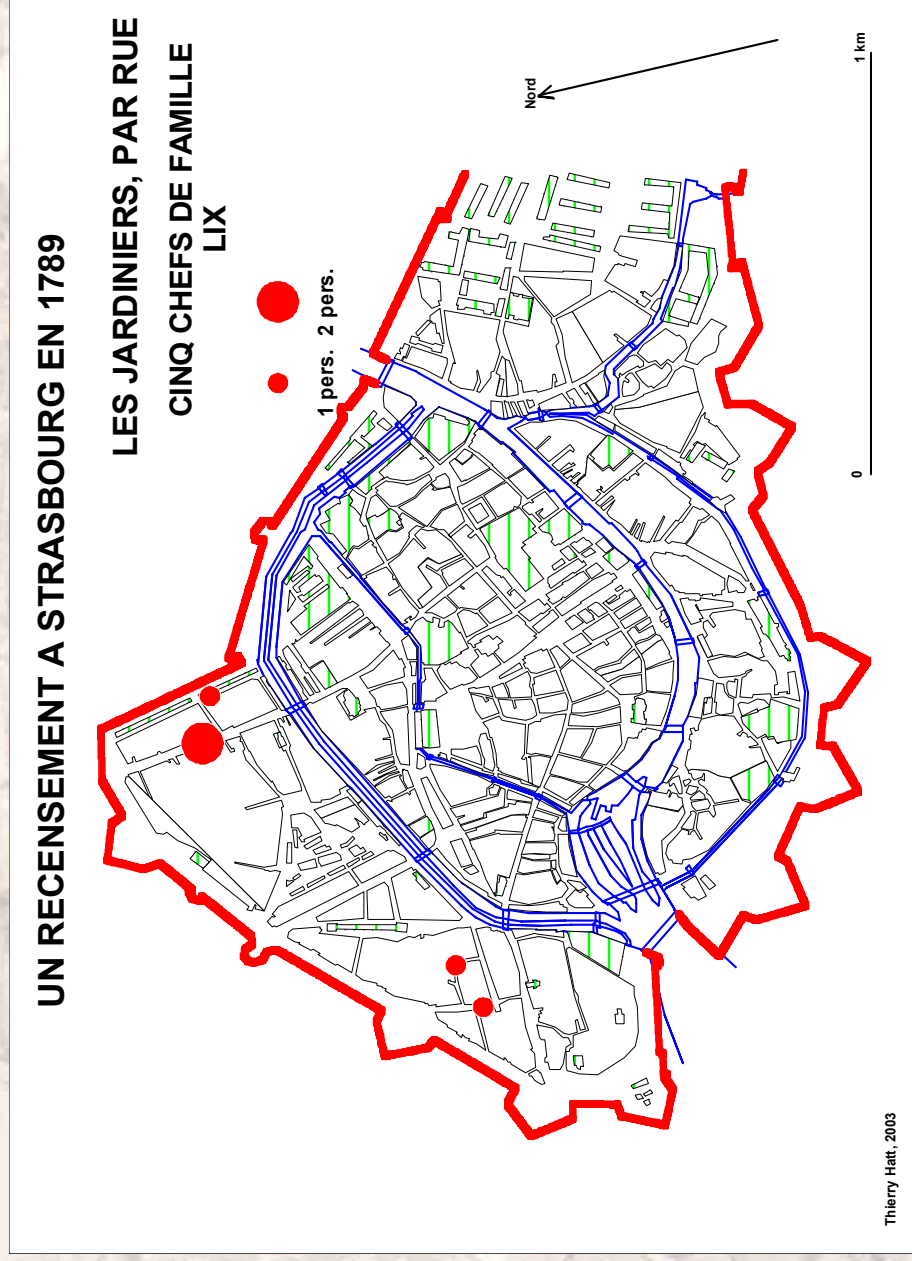 UN RECENSEMENT A STRASBOURG EN 1789
LES JARDINIERS, PAR RUE
CINQ CHEFS DE FAMILLE
LIX
1 pers. 2 pers.
Nord
0
1 km
Thierry Hatt, 2003